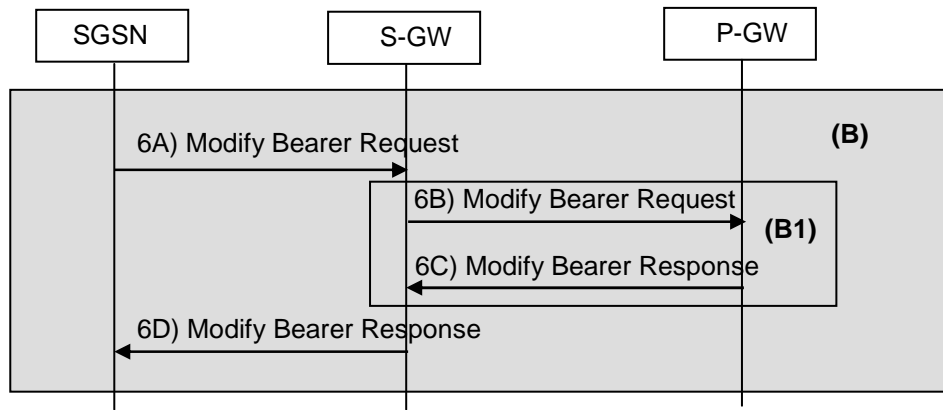 SGSN
S-GW
P-GW
(B)
6A) Modify Bearer Request
6B) Modify Bearer Request
(B1)
6C) Modify Bearer Response
6D) Modify Bearer Response